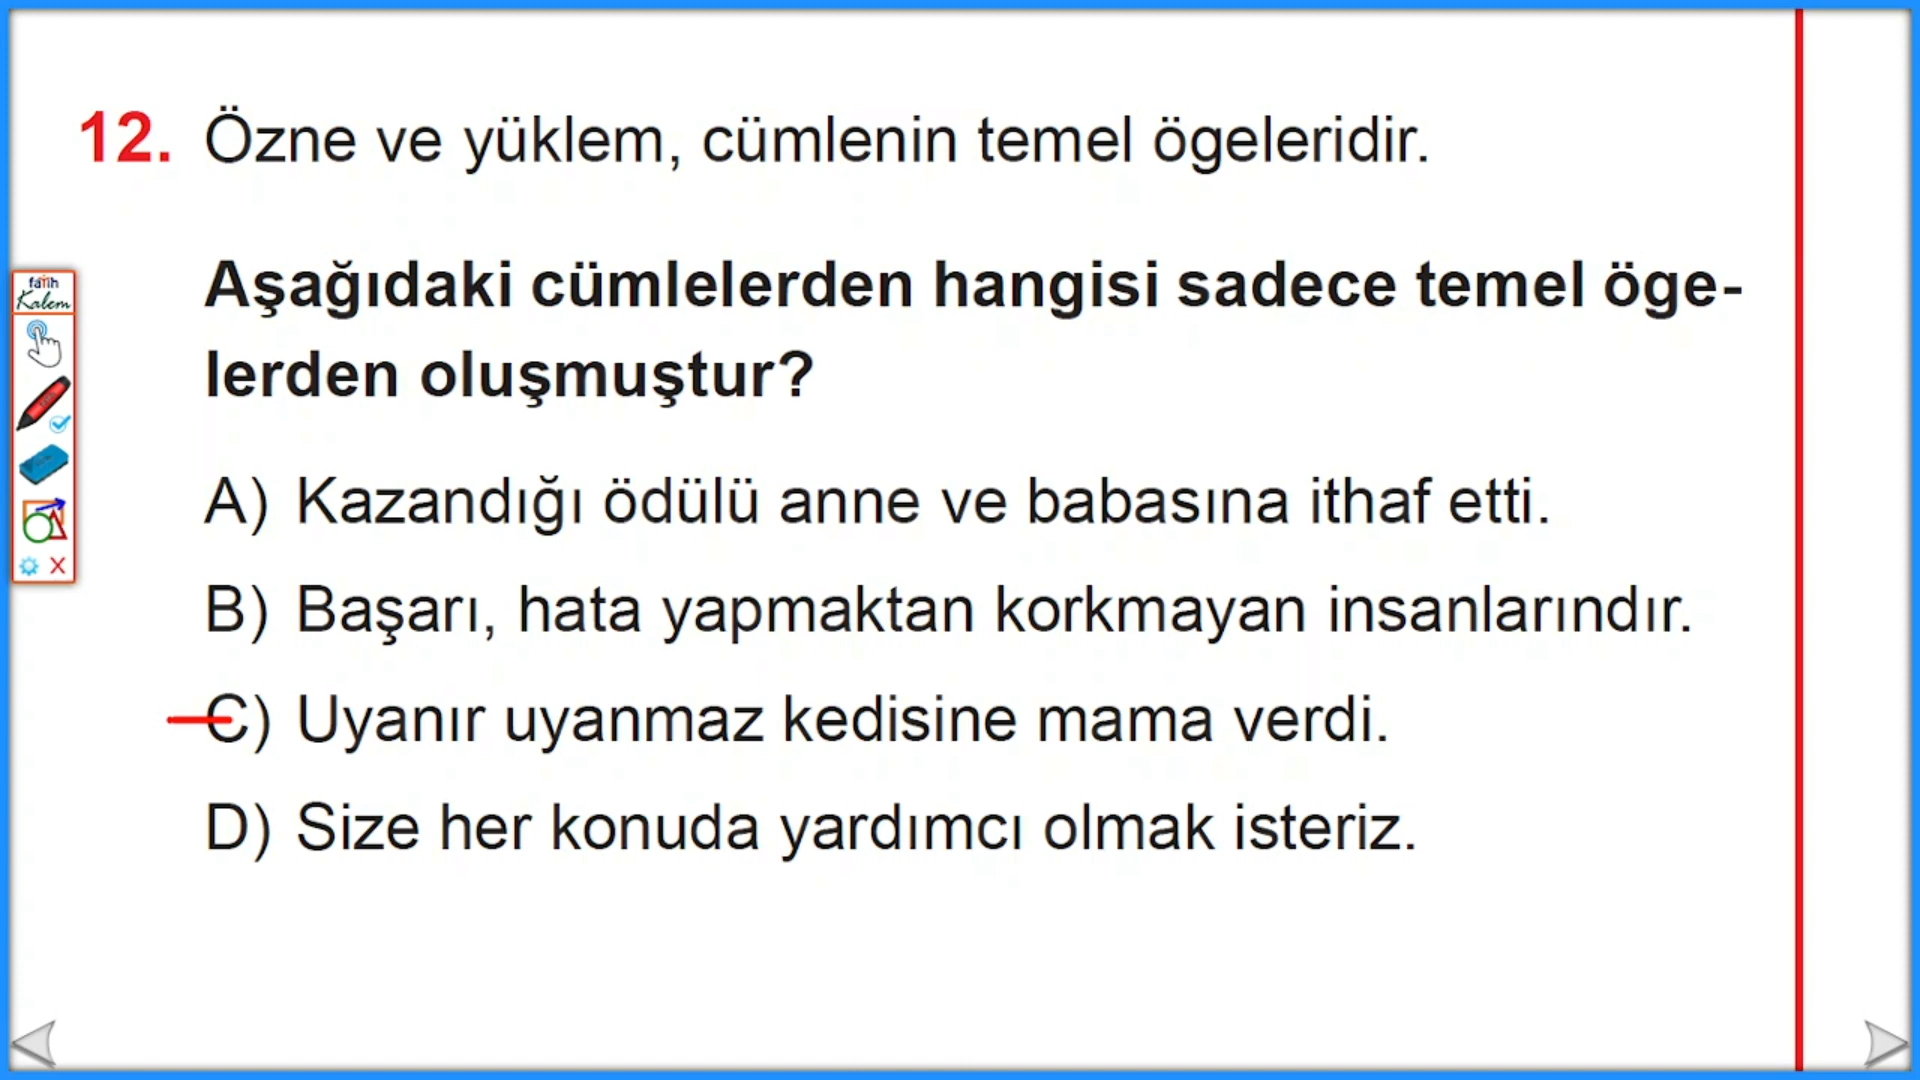 12. Özne ve yüklem, cümlenin temel ögeleridir.
Aşağıdaki cümlelerden hangisi sadece temel öge-
lerden oluşmuştur?
fatih
Kalem
A) Kazandığı ödülü anne ve babasına ithaf etti.
B) Başarı, hata yapmaktan korkmayan insanlarındır.
C) Uyanır uyanmaz kedisine mama verdi.
D) Size her konuda yardımcı olmak isteriz.